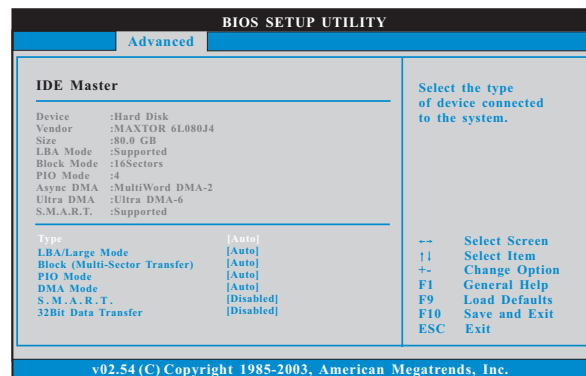 BIOS SETUP UTILITY
Advanced
IDE Master
Device :Hard Disk
Vendor :MAXTOR 6L080J4
Size :80.0 GB
LBA Mode :Supported
Block Mode :16Sectors
PIO Mode :4
Async DMA :MultiWord DMA-2
Ultra DMA :Ultra DMA-6
S.M.A.R.T. :Supported
Type [Auto]
LBA/Large Mode [Auto]
Block (Multi-Sector Transfer) [Auto]
PIO Mode [Auto]
DMA Mode [Auto]
S.M.A.R.T. [Disabled]
32Bit Data Transfer [Disabled]
Select the type
of device connected
to the system.
←→ Select Screen
↑↓ Select Item
+- Change Option
F1 General Help
F9 Load Defaults
F10 Save and Exit
ESC Exit
v02.54 (C) Copyright 1985-2003, American Megatrends, Inc.